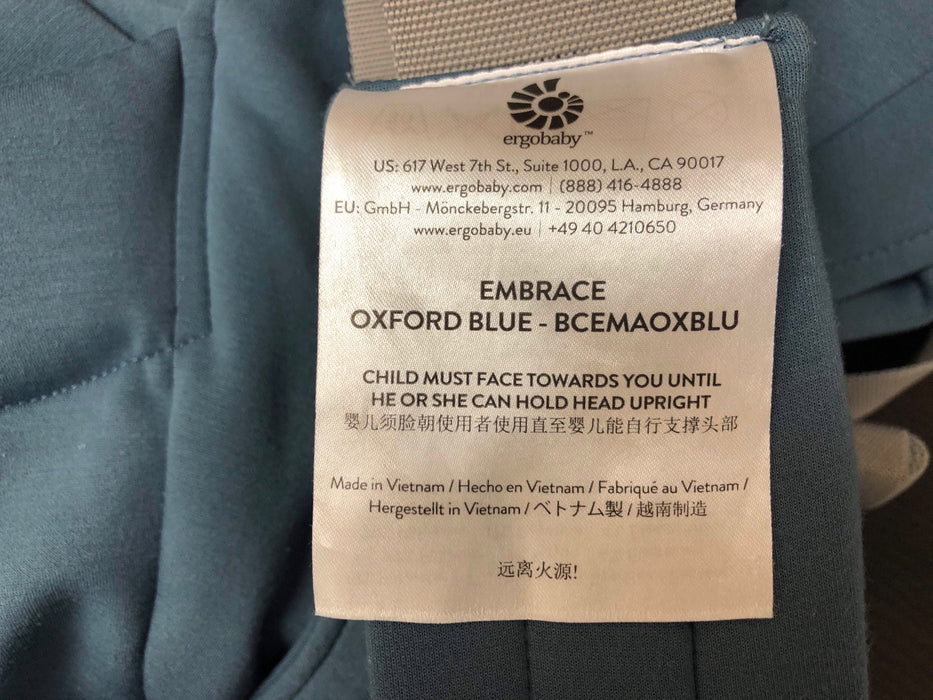 ergobaby™
US: 617 West 7th St., Suite 1000, L.A., CA 90017
www.ergobaby.com | (888) 416-4888
EU: GmbH - Mönckebergstr. 11 - 20095 Hamburg, Germany
www.ergobaby.eu | +49 40 4210650
EMBRACE
OXFORD BLUE - BCEMAOXBLU
CHILD MUST FACE TOWARDS YOU UNTIL
HE OR SHE CAN HOLD HEAD UPRIGHT
婴儿须脸朝使用者使用直至婴儿能自行支撑头部
Made in Vietnam / Hecho en Vietnam / Fabriqué au Vietnam /
Hergestellt in Vietnam / ベトナム製 / 越南制造
远离火源!